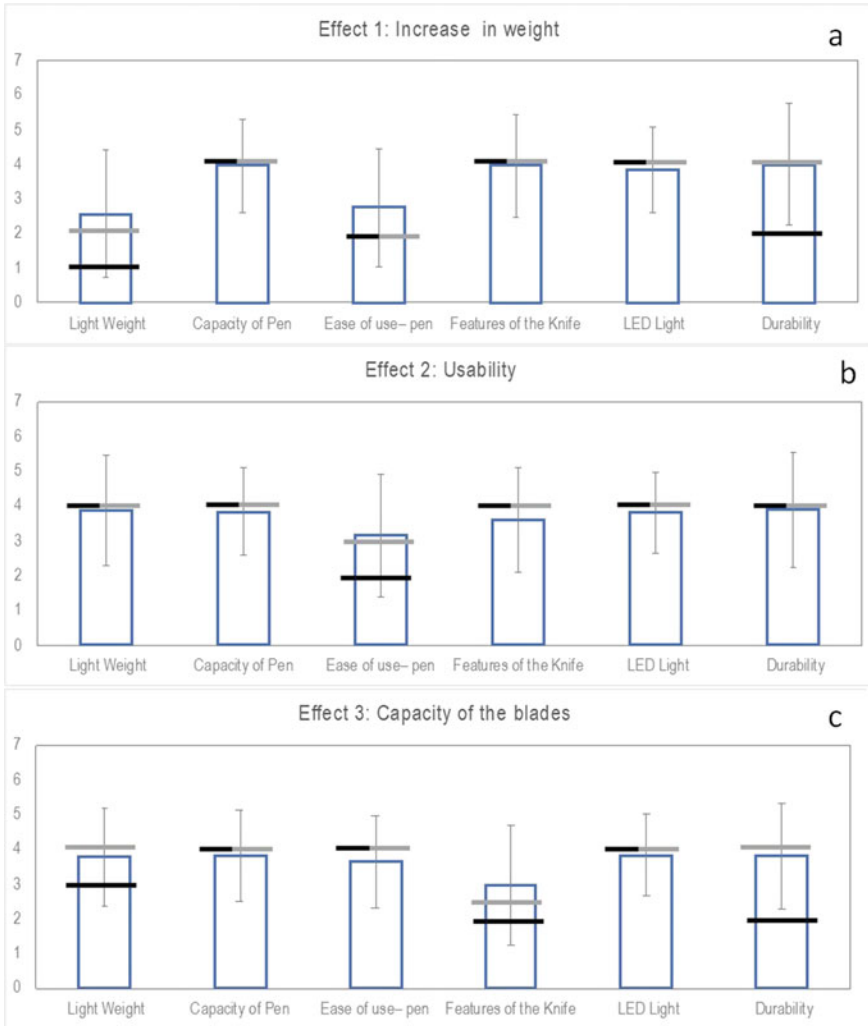 Effect 1: Increase in weight
a
7
6
5
4
3
2
1
0
Light Weight Capacity of Pen Ease of use– pen Features of the Knife LED Light Durability
Effect 2: Usability
b
7
6
5
4
3
2
1
0
Light Weight Capacity of Pen Ease of use– pen Features of the Knife LED Light Durability
Effect 3: Capacity of the blades
c
7
6
5
4
3
2
1
0
Light Weight Capacity of Pen Ease of use– pen Features of the Knife LED Light Durability